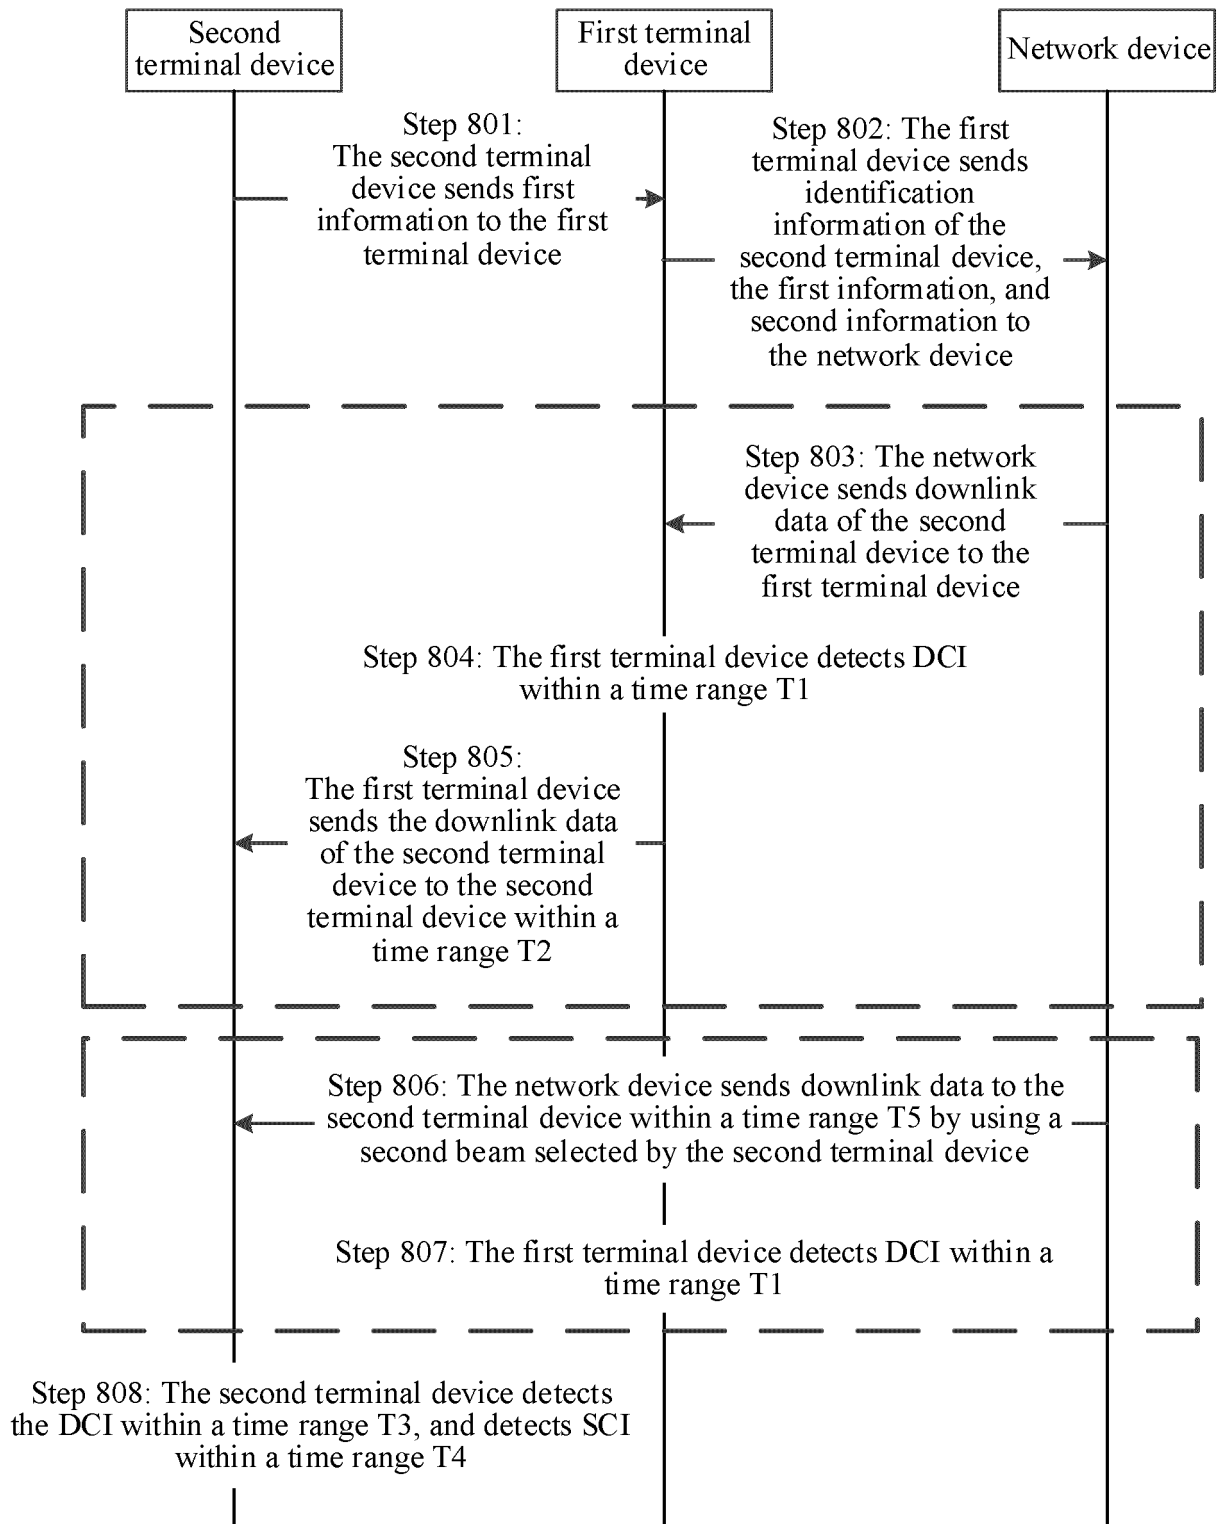 Second
terminal device
First terminal
device
Network device
Step 801:
The second terminal
device sends first
information to the first
terminal device
Step 802: The first
terminal device sends
identification
information of the
second terminal device,
the first information, and
second information to
the network device
Step 803: The network
device sends downlink
data of the second
terminal device to the
first terminal device
Step 804: The first terminal device detects DCI
within a time range T1
Step 805:
The first terminal device
sends the downlink data
of the second terminal
device to the second
terminal device within a
time range T2
Step 806: The network device sends downlink data to the
second terminal device within a time range T5 by using a
second beam selected by the second terminal device
Step 807: The first terminal device detects DCI within a
time range T1
Step 808: The second terminal device detects
the DCI within a time range T3, and detects SCI
within a time range T4